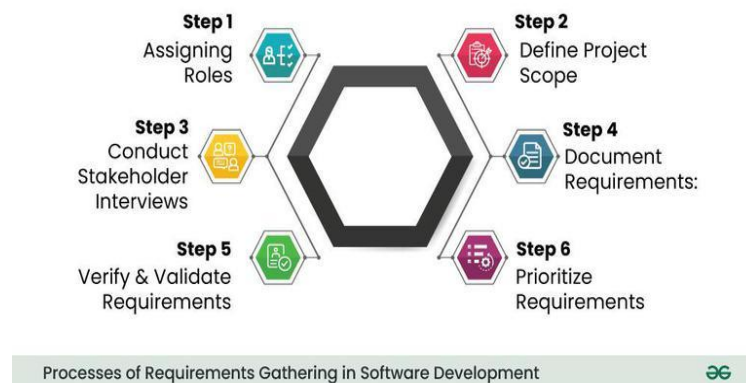 Step 1
Assigning
Roles
Step 2
Define Project
Scope
Step 3
Conduct
Stakeholder
Interviews
Step 4
Document
Requirements:
Step 5
Verify & Validate
Requirements
Step 6
Prioritize
Requirements
Processes of Requirements Gathering in Software Development